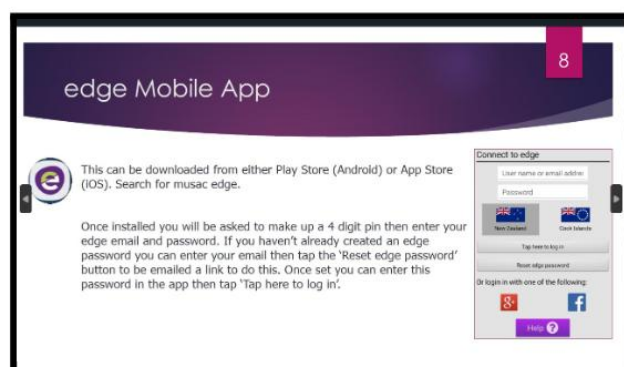 8
edge Mobile App
This can be downloaded from either Play Store (Android) or App Store
(iOS). Search for musac edge.
Once installed you will be asked to make up a 4 digit pin then enter your
edge email and password. If you haven't already created an edge
password you can enter your email then tap the 'Reset edge password'
button to be emailed a link to do this. Once set you can enter this
password in the app then tap 'Tap here to log in'.
Connect to edge
User name or email addres
Password
New Zealand
Cook Islands
Tap here to log in
Reset edge password
Or login in with one of the following:
g+
f
Help ?